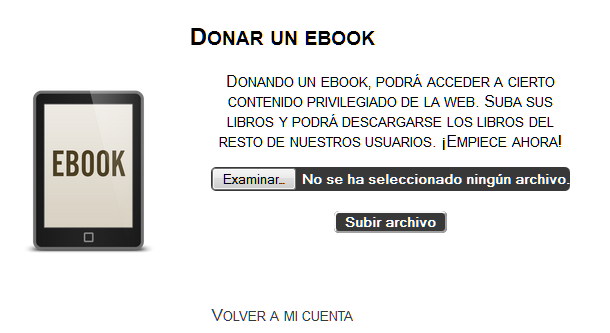 Donar un ebook
Donando un ebook, podrá acceder a cierto
contenido privilegiado de la web. Suba sus
libros y podrá descargarse los libros del
resto de nuestros usuarios. ¡Empiece ahora!
EBOOK
Examinar... No se ha seleccionado ningún archivo.
Subir archivo
Volver a mi cuenta